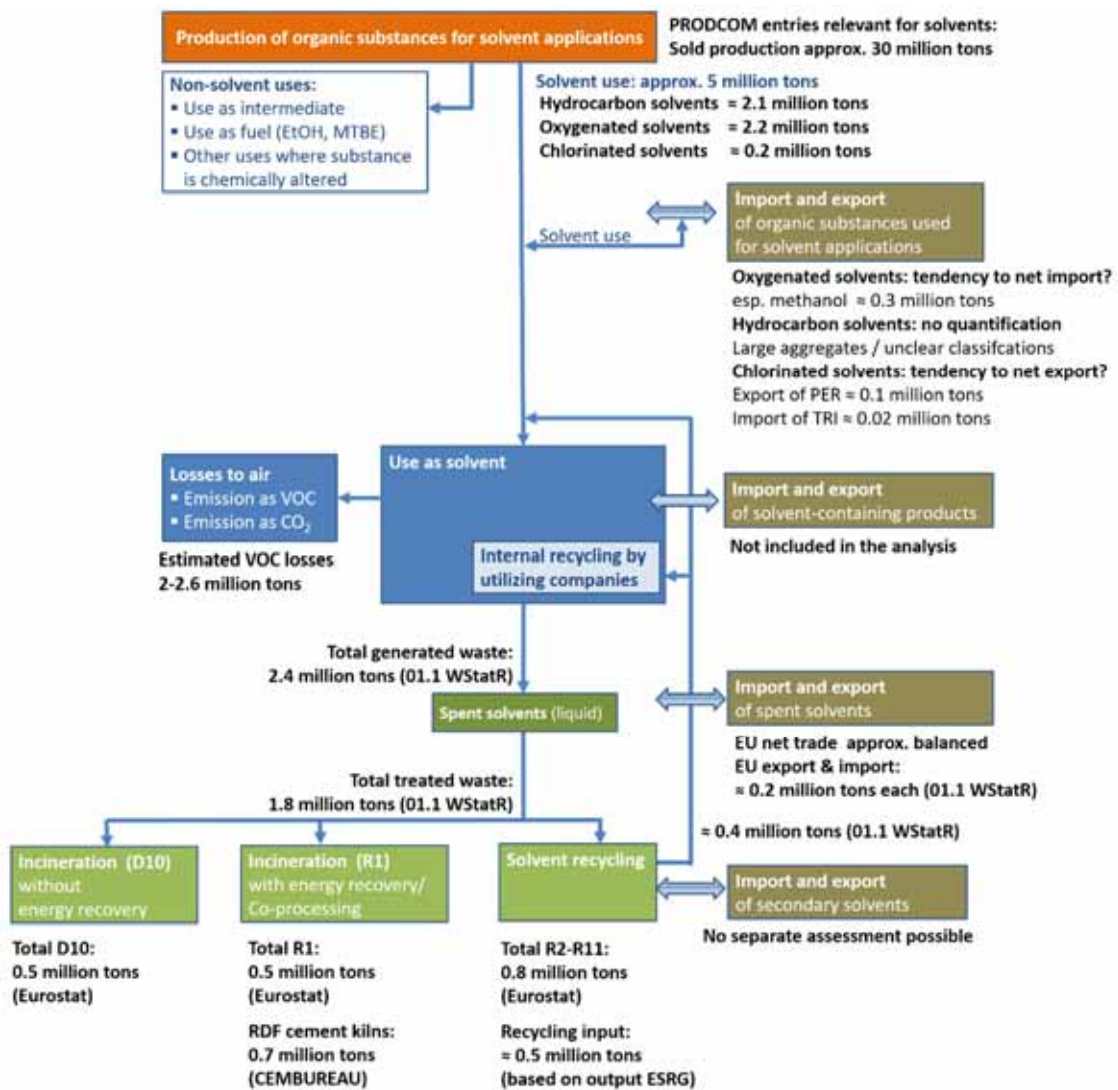 Production of organic substances for solvent applications
PRODCOM entries relevant for solvents:
Sold production approx. 30 million tons
Non-solvent uses:
▪ Use as intermediate
▪ Use as fuel (EtOH, MTBE)
▪ Other uses where substance
is chemically altered
Solvent use: approx. 5 million tons
Hydrocarbon solvents ≈ 2.1 million tons
Oxygenated solvents ≈ 2.2 million tons
Chlorinated solvents ≈ 0.2 million tons
Import and export
of organic substances used
for solvent applications
Solvent use
Oxygenated solvents: tendency to net import?
esp. methanol ≈ 0.3 million tons
Hydrocarbon solvents: no quantification
Large aggregates / unclear classifcations
Chlorinated solvents: tendency to net export?
Export of PER ≈ 0.1 million tons
Import of TRI ≈ 0.02 million tons
Losses to air
▪ Emission as VOC
▪ Emission as CO₂
Estimated VOC losses
2-2.6 million tons
Use as solvent
Internal recycling by
utilizing companies
Import and export
of solvent-containing products
Not included in the analysis
Total generated waste:
2.4 million tons (01.1 WStatR)
Spent solvents (liquid)
Import and export
of spent solvents
EU net trade approx. balanced
EU export & import:
≈ 0.2 million tons each (01.1 WStatR)
Total treated waste:
1.8 million tons (01.1 WStatR)
≈ 0.4 million tons (01.1 WStatR)
Incineration (D10)
without
energy recovery
Incineration (R1)
with energy recovery/
Co-processing
Solvent recycling
Import and export
of secondary solvents
No separate assessment possible
Total D10:
0.5 million tons
(Eurostat)
Total R1:
0.5 million tons
(Eurostat)
RDF cement kilns:
0.7 million tons
(CEMBUREAU)
Total R2-R11:
0.8 million tons
(Eurostat)
Recycling input:
≈ 0.5 million tons
(based on output ESRG)